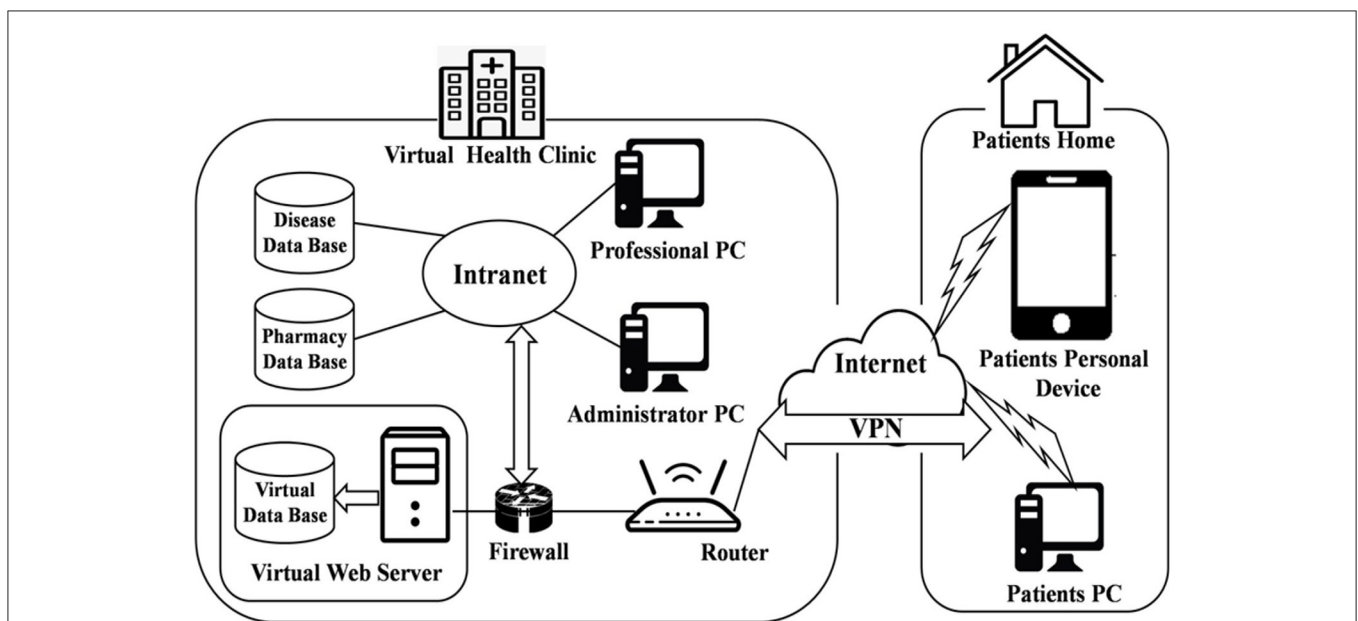 Virtual Health Clinic
Disease
Data Base
Pharmacy
Data Base
Intranet
Professional PC
Administrator PC
Virtual
Data Base
Virtual Web Server
Firewall
Router
Internet
VPN
Patients Home
Patients Personal
Device
Patients PC